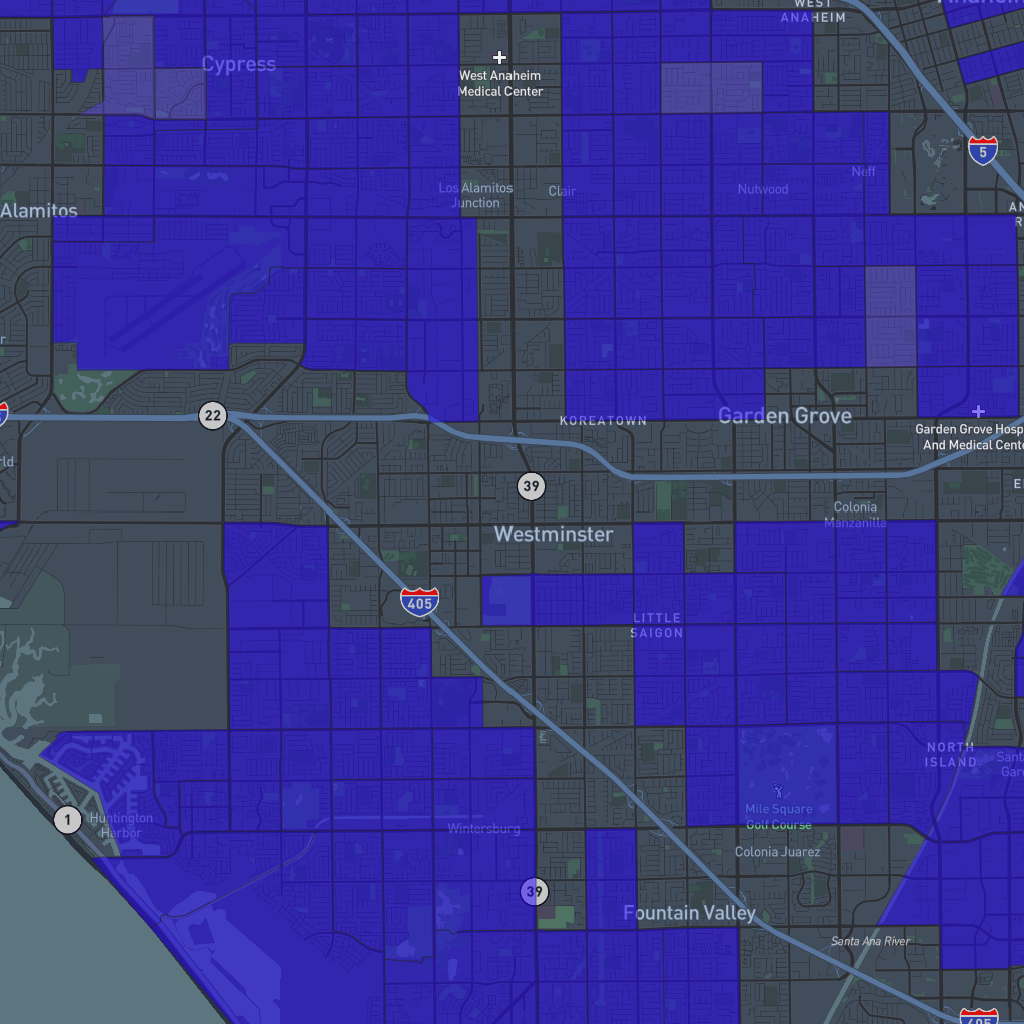 WEST
ANAHEIM
Cypress
West Anaheim
Medical Center
5
Neff
Los Alamitos
Junction
Clair
Nutwood
Alamitos
22
KOREATOWN
Garden Grove
Garden Grove Hosp
And Medical Cente
39
Colonia
Manzanilla
Westminster
405
LITTLE
SAIGON
NORTH
ISLAND
Mile Square
Golf Course
1
Huntington
Harbor
Wintersburg
Colonia Juarez
39
Fountain Valley
Santa Ana River
405